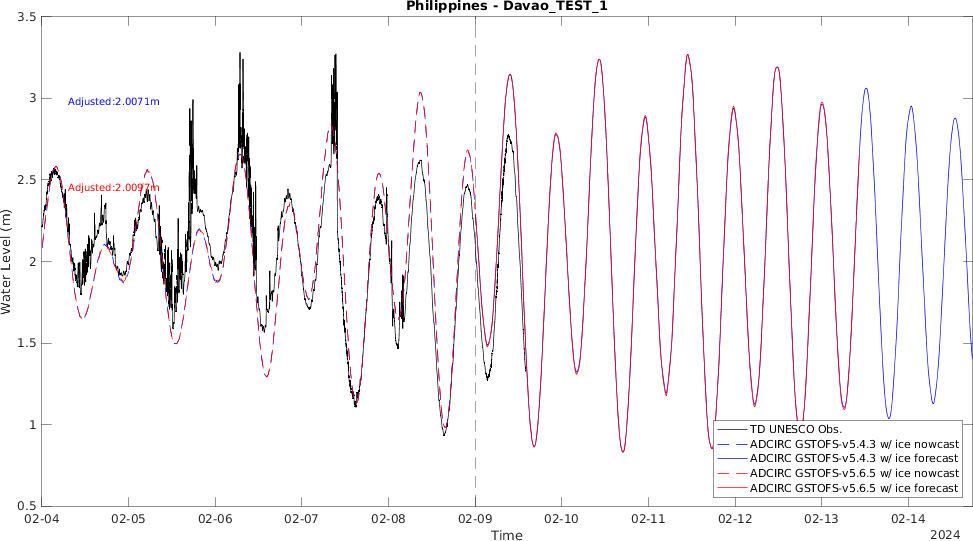 Philippines - Davao_TEST_1
3.5
3
2.5
2
1.5
1
0.5
Water Level (m)
Adjusted:2.0071m
Adjusted:2.0097m
TD UNESCO Obs.
ADCIRC GSTOFS-v5.4.3 w/ ice nowcast
ADCIRC GSTOFS-v5.4.3 w/ ice forecast
ADCIRC GSTOFS-v5.6.5 w/ ice nowcast
ADCIRC GSTOFS-v5.6.5 w/ ice forecast
02-04 02-05 02-06 02-07 02-08 02-09 02-10 02-11 02-12 02-13 02-14
Time
2024